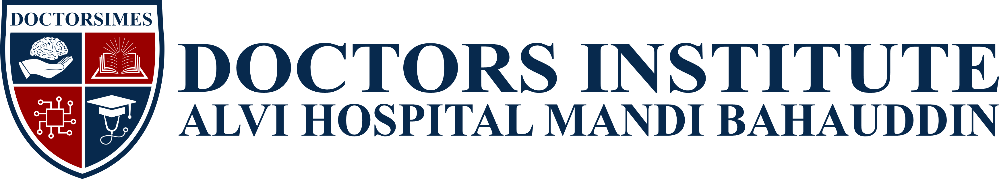 DOCTORSIMES
DOCTORS INSTITUTE
ALVI HOSPITAL MANDI BAHAUDDIN